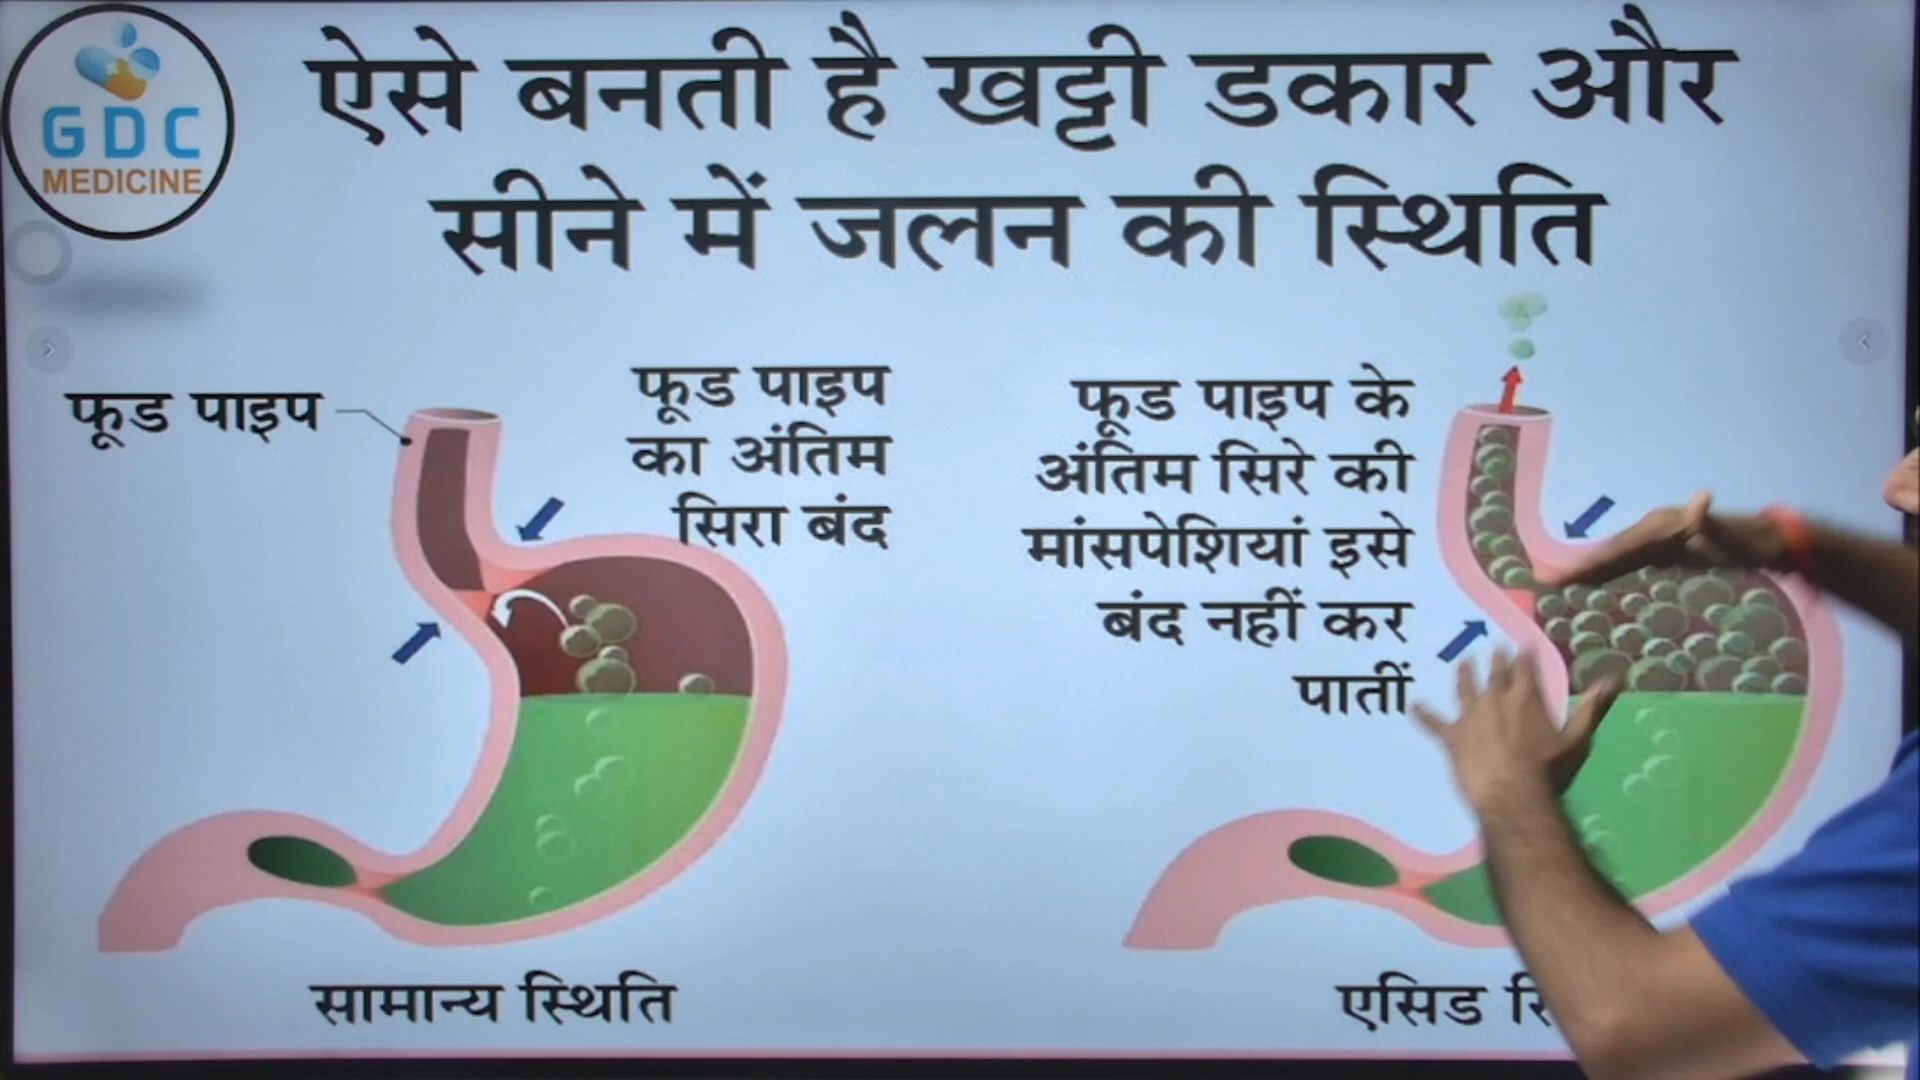 GDC
MEDICINE
ऐसे बनती है खट्टी डकार और
सीने में जलन की स्थिति
फूड पाइप
फूड पाइप
का अंतिम
सिरा बंद
फूड पाइप के
अंतिम सिरे की
मांसपेशियां इसे
बंद नहीं कर
पातीं
सामान्य स्थिति
एसिड